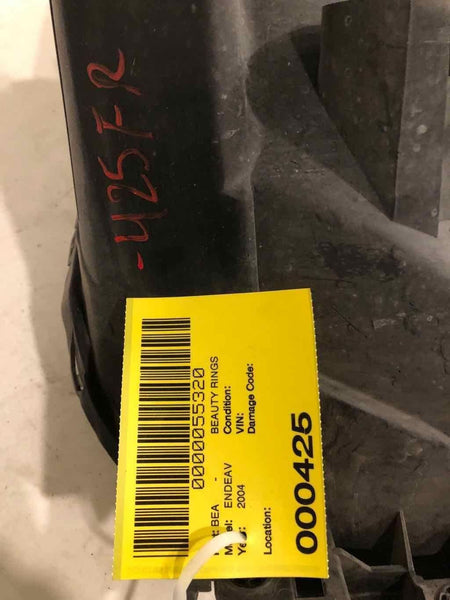 -425FR
0000055320
BEA - BEAUTY RINGS
Model: ENDEAV Condition:
Year: 2004 VIN:
Damage Code:
Location:
000425